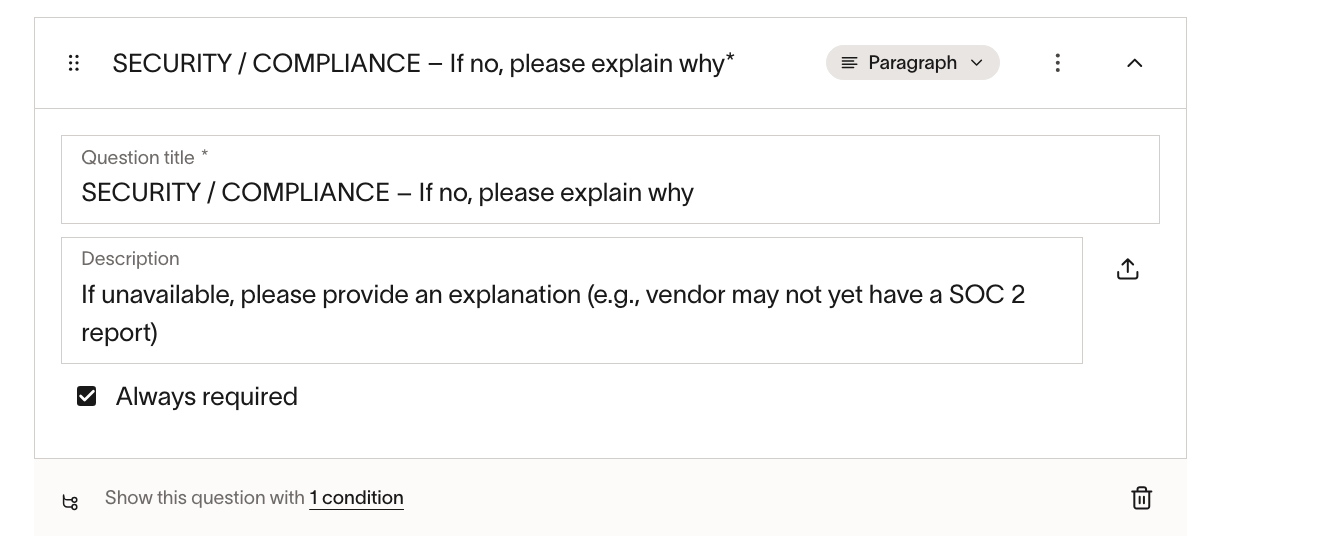 SECURITY / COMPLIANCE – If no, please explain why*
Paragraph
Question title *
SECURITY / COMPLIANCE – If no, please explain why
Description
If unavailable, please provide an explanation (e.g., vendor may not yet have a SOC 2
report)
Always required
Show this question with 1 condition